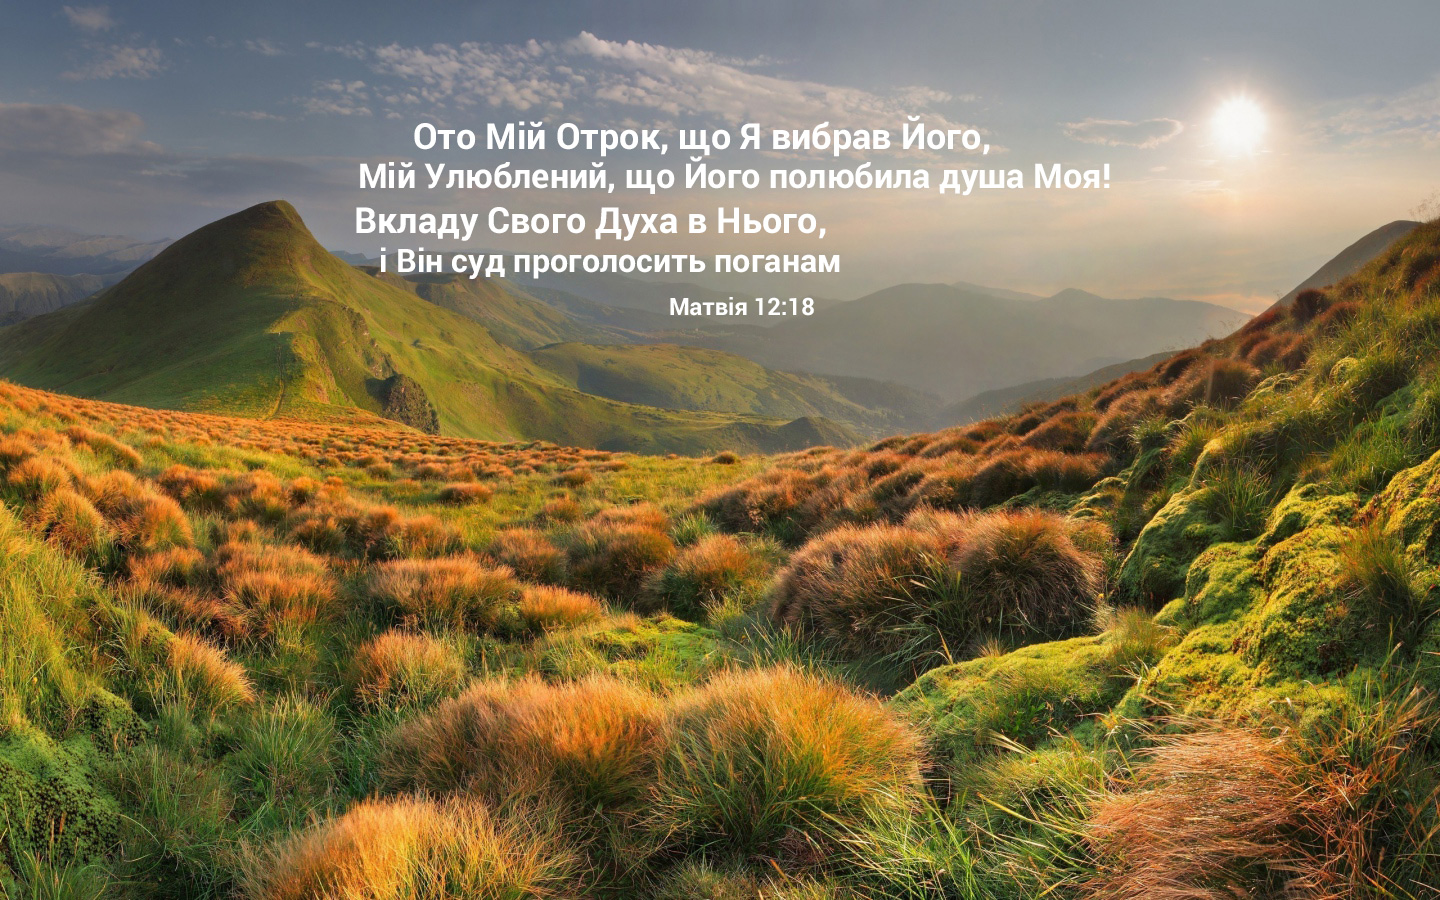 Ото Мій Отрок, що Я вибрав Його,
Мій Улюблений, що Його полюбила душа Моя!
Вкладу Свого Духа в Нього,
і Він суд проголосить поганам
Матвія 12:18